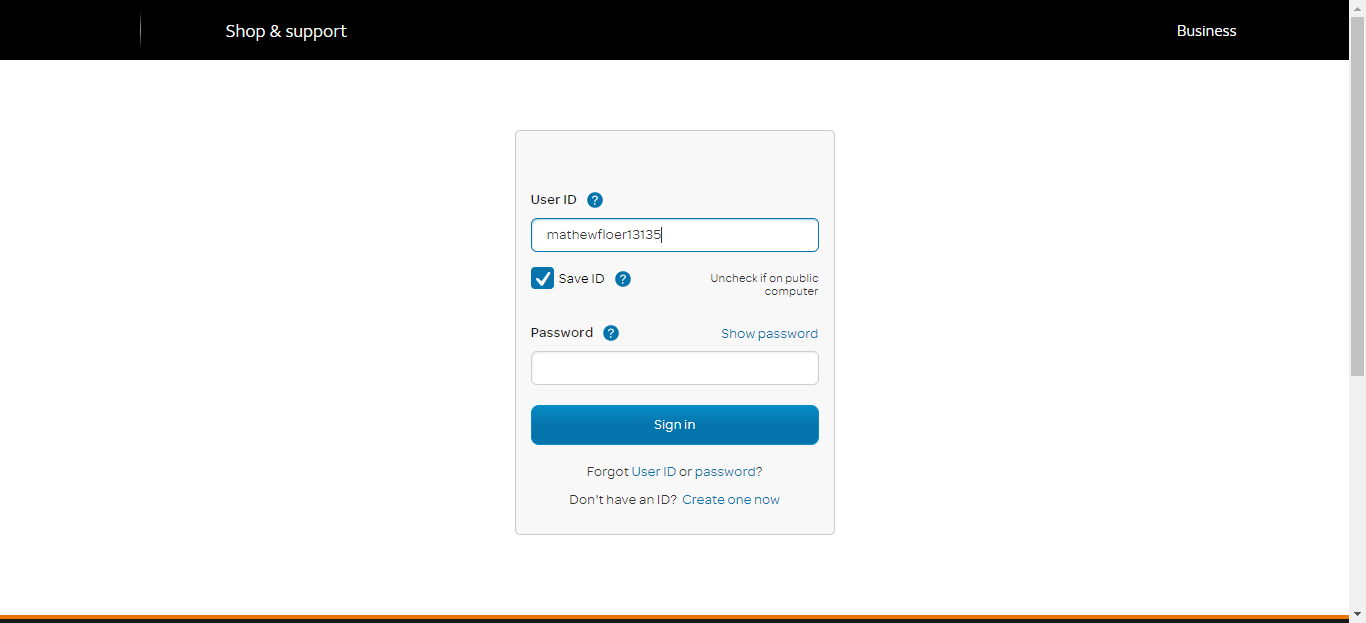 Shop & support
Business
User ID ?
mathewfloer13135
Save ID ?
Uncheck if on public
computer
Password ?
Show password
Sign in
Forgot User ID or password?
Don't have an ID? Create one now